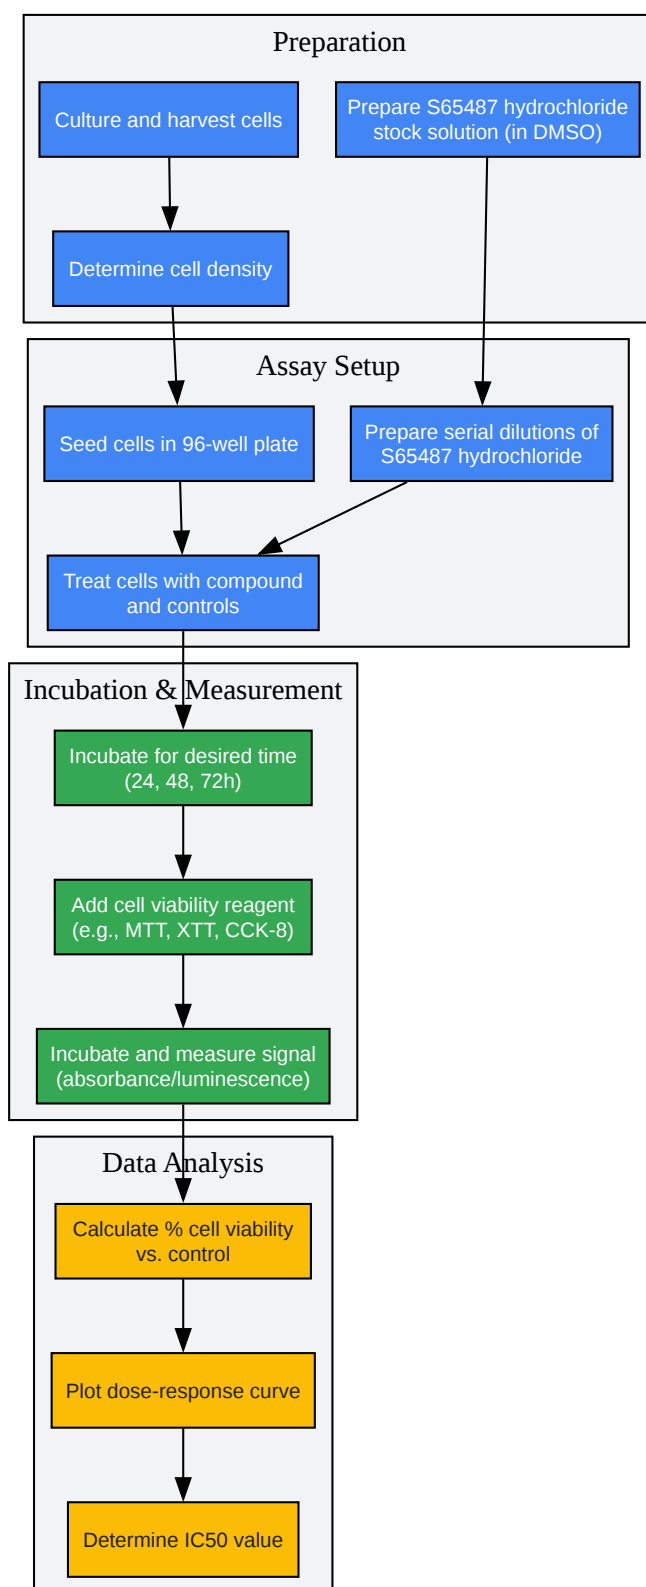 Preparation
Culture and harvest cells
Prepare S65487 hydrochloride
stock solution (in DMSO)
Determine cell density
Assay Setup
Seed cells in 96-well plate
Prepare serial dilutions of
S65487 hydrochloride
Treat cells with compound
and controls
Incubation & Measurement
Incubate for desired time
(24, 48, 72h)
Add cell viability reagent
(e.g., MTT, XTT, CCK-8)
Incubate and measure signal
(absorbance/luminescence)
Data Analysis
Calculate % cell viability
vs. control
Plot dose-response curve
Determine IC50 value